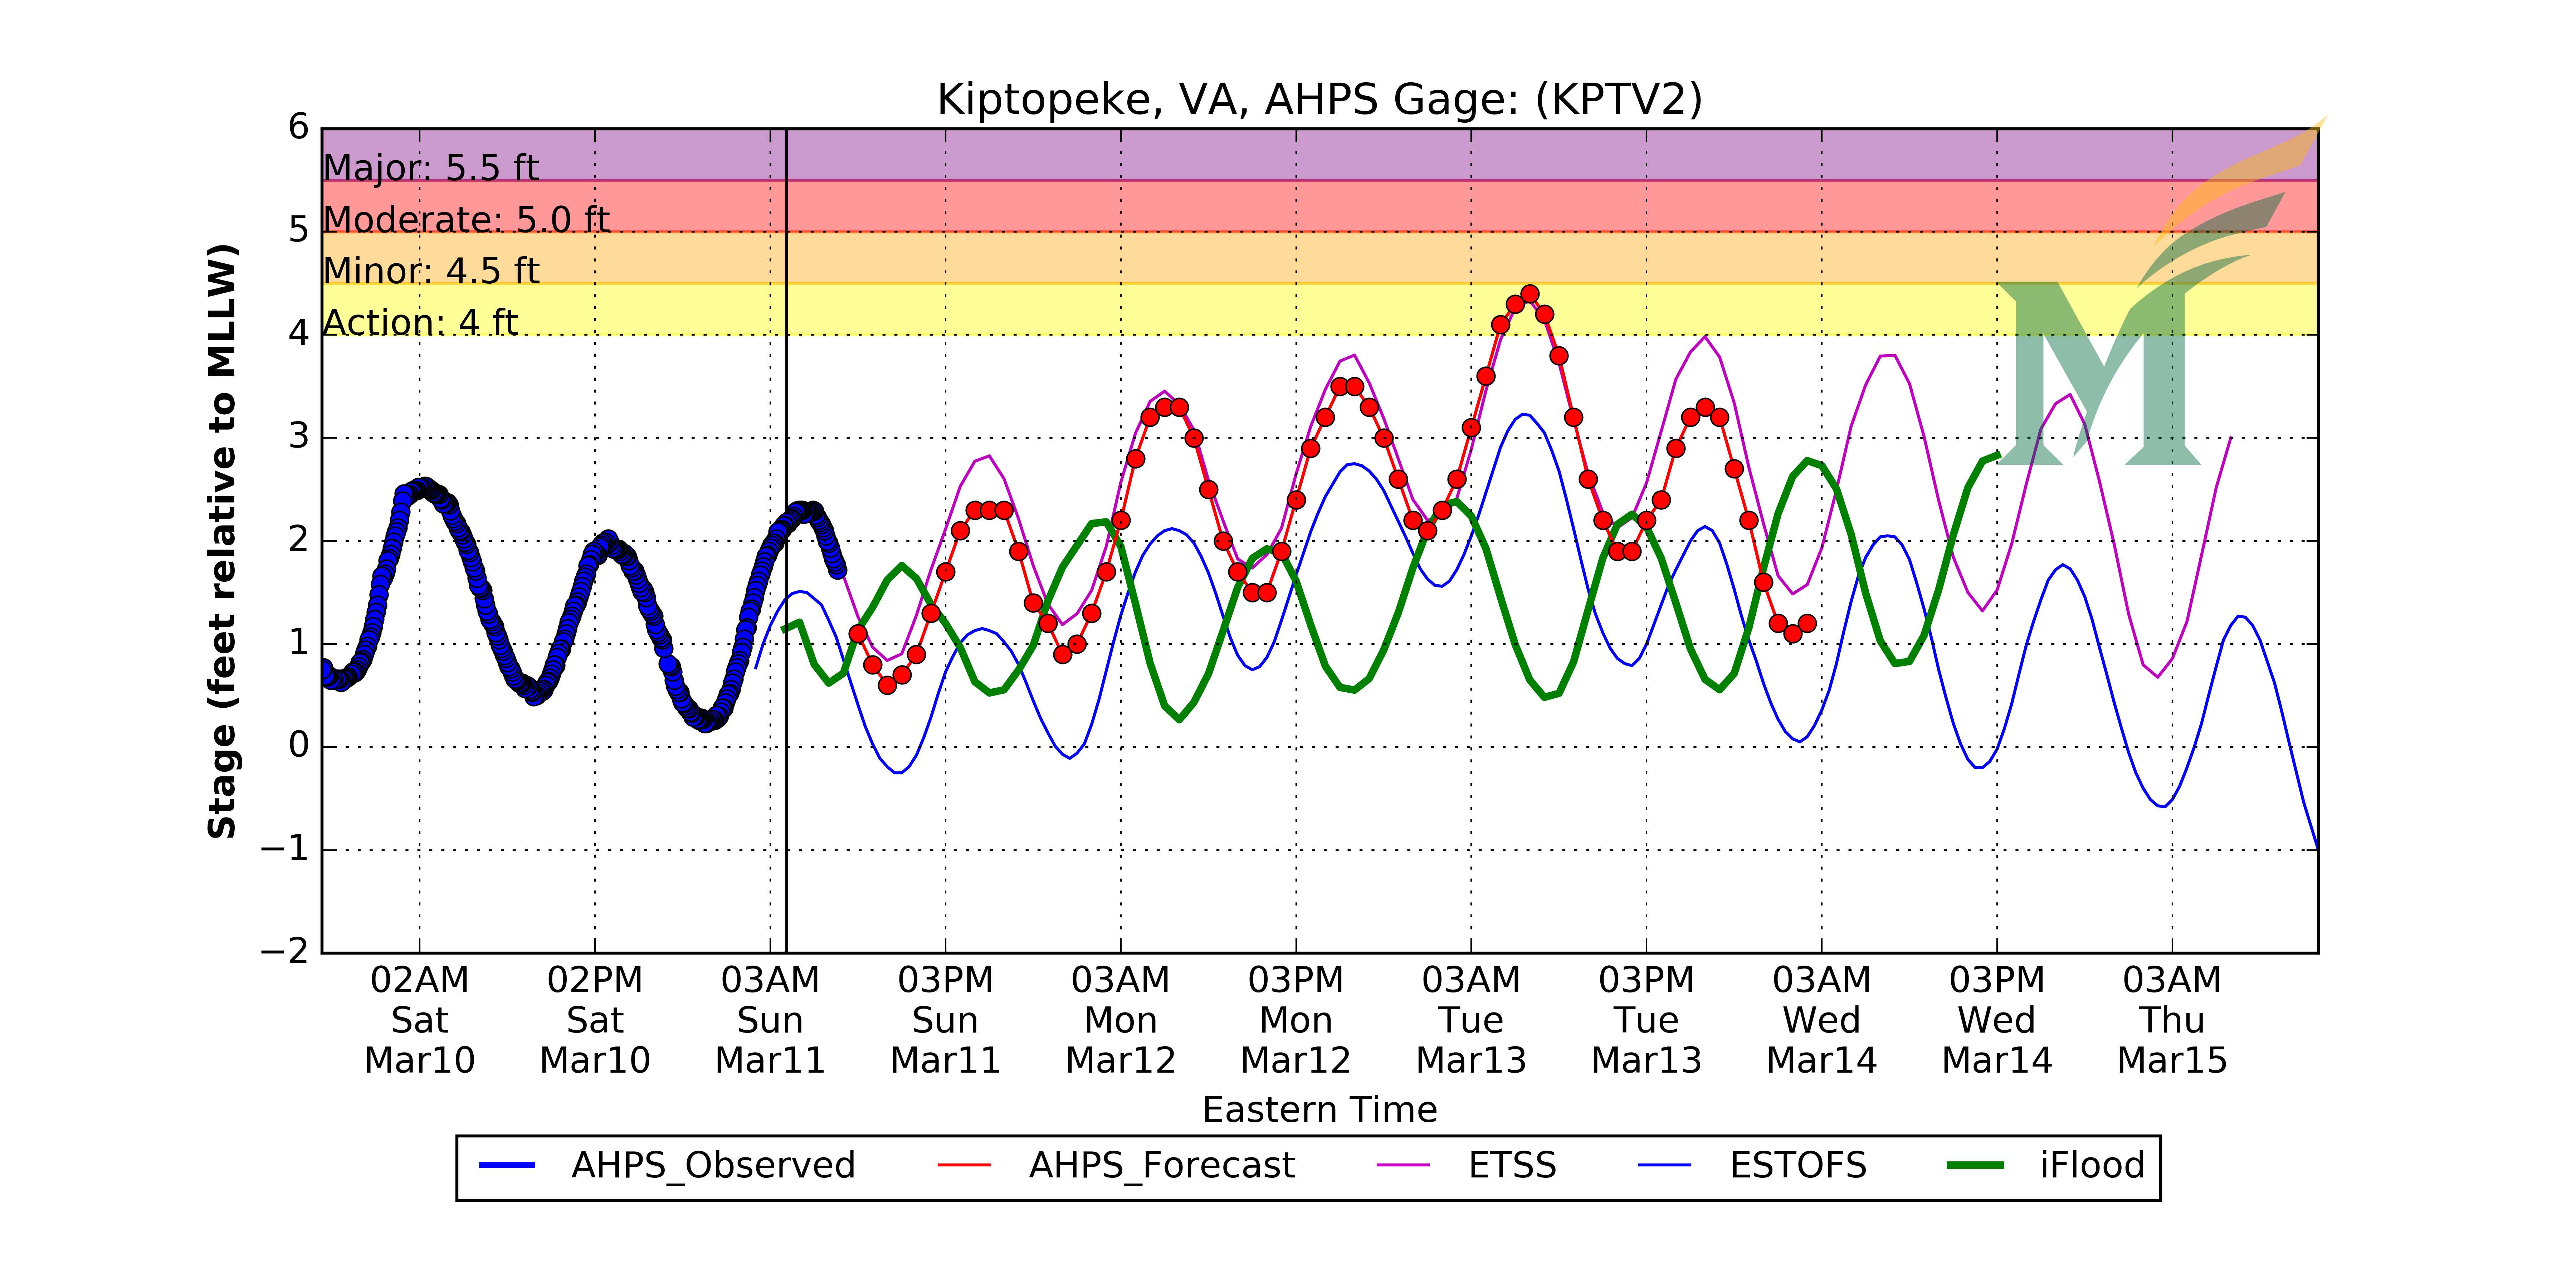 Kiptopeke, VA, AHPS Gage: (KPTV2)
6
5
4
3
2
1
0
−1
−2
Stage (feet relative to MLLW)
Major: 5.5 ft
Moderate: 5.0 ft
Minor: 4.5 ft
Action: 4 ft
M
02AM 02PM 03AM 03PM 03AM 03PM 03AM 03PM 03AM 03PM 03AM
Sat Sat Sun Sun Mon Mon Tue Tue Wed Wed Thu
Mar10 Mar10 Mar11 Mar11 Mar12 Mar12 Mar13 Mar13 Mar14 Mar14 Mar15
Eastern Time
AHPS_Observed AHPS_Forecast ETSS ESTOFS iFlood